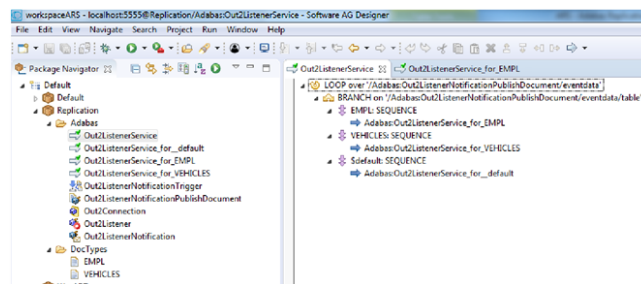 workspaceARS - localhost:5555@Replication/Adabas:Out2ListenerService - Software AG Designer
File Edit View Navigate Search Project Run Window Help
Package Navigator
Default
Default
Replication
Adabas
Out2ListenerService
Out2ListenerService_for__default
Out2ListenerService_for_EMPL
Out2ListenerService_for_VEHICLES
Out2ListenerNotificationTrigger
Out2ListenerNotificationPublishDocument
Out2Connection
Out2Listener
Out2ListenerNotification
DocTypes
EMPL
VEHICLES
Out2ListenerService Out2ListenerService_for_EMPL
LOOP over '/Adabas:Out2ListenerNotificationPublishDocument/eventdata'
BRANCH on '/Adabas:Out2ListenerNotificationPublishDocument/eventdata/table'
EMPL: SEQUENCE
Adabas:Out2ListenerService_for_EMPL
VEHICLES: SEQUENCE
Adabas:Out2ListenerService_for_VEHICLES
$default: SEQUENCE
Adabas:Out2ListenerService_for__default